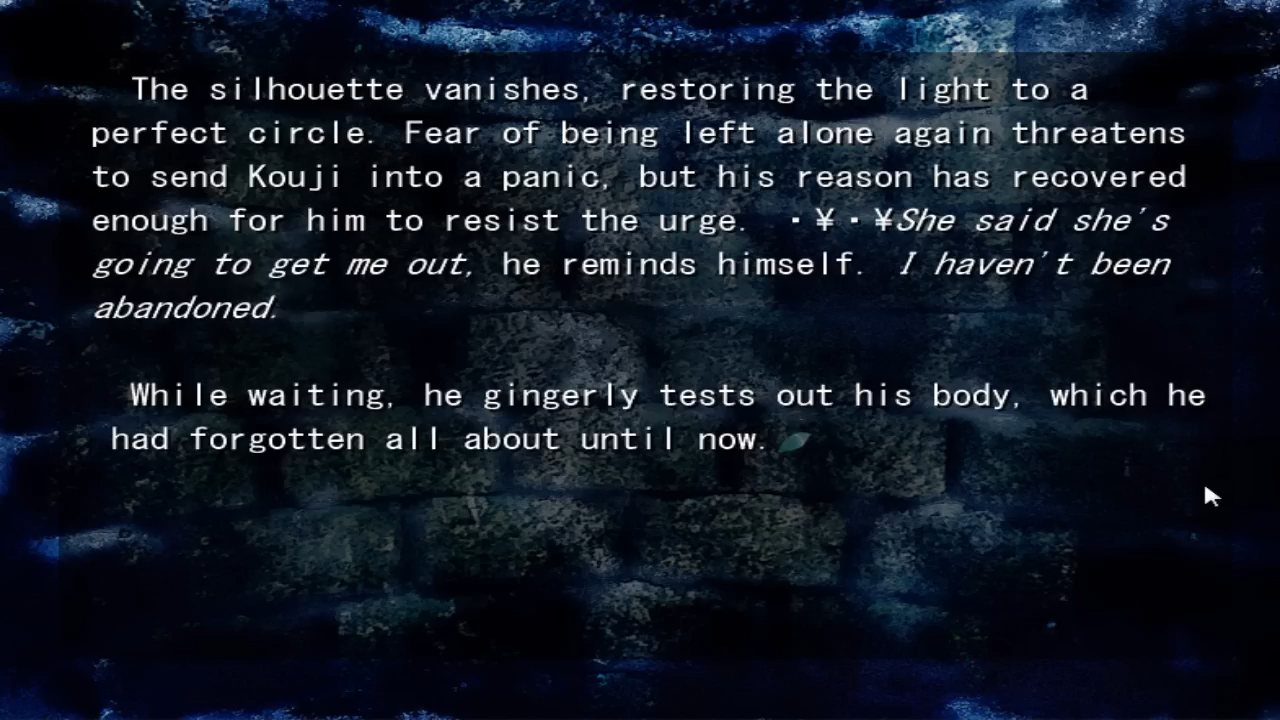 The silhouette vanishes, restoring the light to a
perfect circle. Fear of being left alone again threatens
to send Kouji into a panic, but his reason has recovered
enough for him to resist the urge. ・¥・¥She said she's
going to get me out, he reminds himself. I haven't been
abandoned.
While waiting, he gingerly tests out his body, which he
had forgotten all about until now.